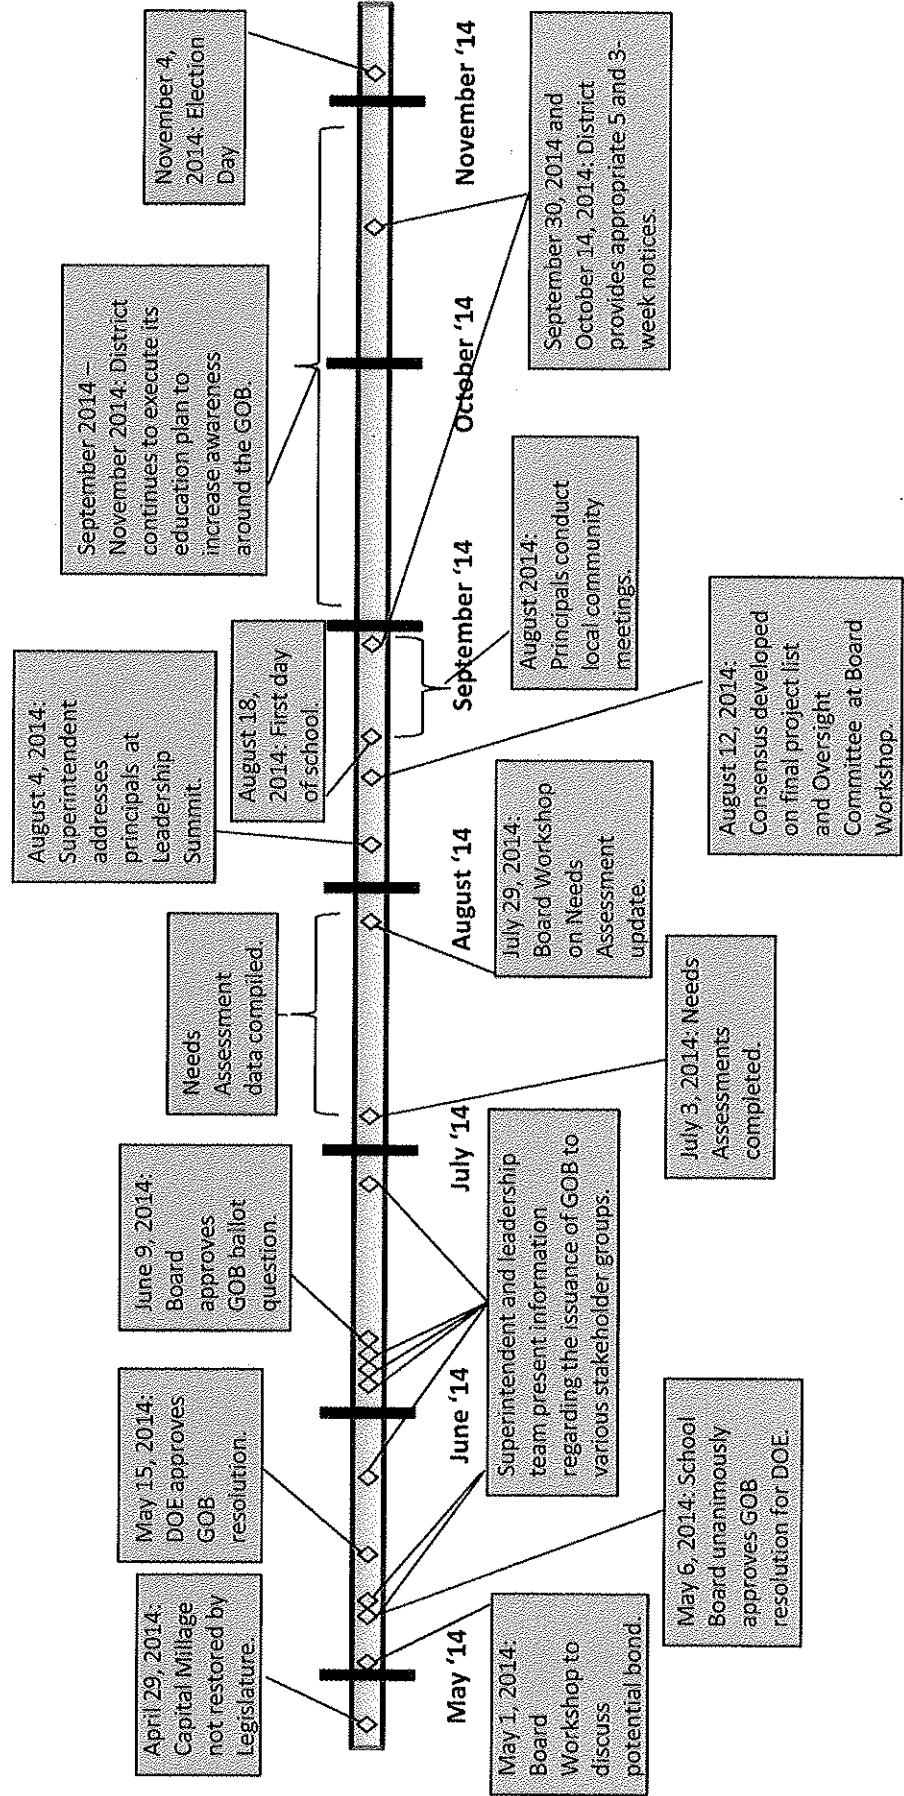 April 29, 2014:
Capital Millage
not restored by
Legislature.
May 15, 2014:
DOE approves
GOB
resolution.
June 9, 2014:
Board
approves
GOB ballot
question.
Needs
Assessment
data compiled.
August 4, 2014:
Superintendent
addresses
principals at
Leadership
Summit.
August 18,
2014: First day
of school.
September 2014 –
November 2014: District
continues to execute its
education plan to
increase awareness
around the GOB.
November 4,
2014: Election
Day
May '14
June '14
July '14
August '14
September '14
October '14
November '14
May 1, 2014:
Board
Workshop to
discuss
potential bond.
May 6, 2014: School
Board unanimously
approves GOB
resolution for DOE.
Superintendent and leadership
team present information
regarding the issuance of GOB to
various stakeholder groups.
July 3, 2014: Needs
Assessments
completed.
July 29, 2014:
Board Workshop
on Needs
Assessment
update.
August 12, 2014:
Consensus developed
on final project list
and Oversight
Committee at Board
Workshop.
August 2014:
Principals conduct
local community
meetings.
September 30, 2014 and
October 14, 2014: District
provides appropriate 5 and 3-
week notices.